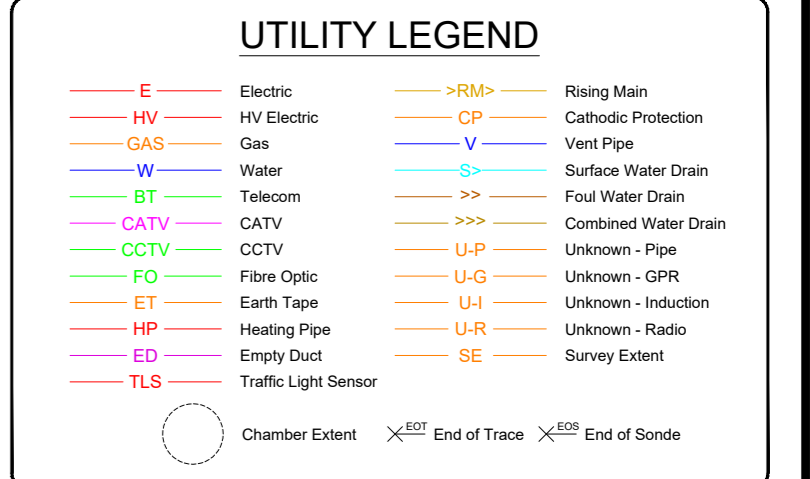 UTILITY LEGEND
E Electric
HV HV Electric
GAS Gas
W Water
BT Telecom
CATV CATV
CCTV CCTV
FO Fibre Optic
ET Earth Tape
HP Heating Pipe
ED Empty Duct
TLS Traffic Light Sensor
>RM> Rising Main
CP Cathodic Protection
V Vent Pipe
S> Surface Water Drain
>> Foul Water Drain
>>> Combined Water Drain
U-P Unknown - Pipe
U-G Unknown - GPR
U-I Unknown - Induction
U-R Unknown - Radio
SE Survey Extent
Chamber Extent EOT End of Trace EOS End of Sonde